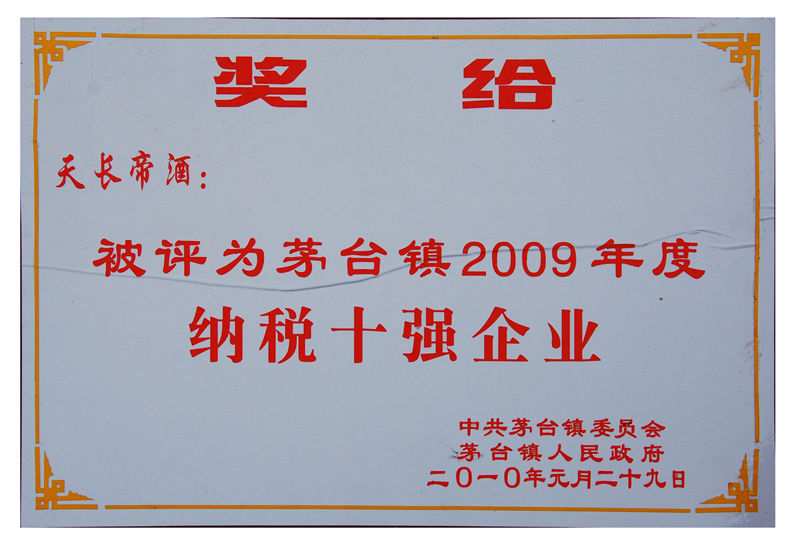 奖 给
天长帝酒：
被评为茅台镇2009年度
纳税十强企业
中共茅台镇委员会
茅台镇人民政府
二〇一〇年元月二十九日